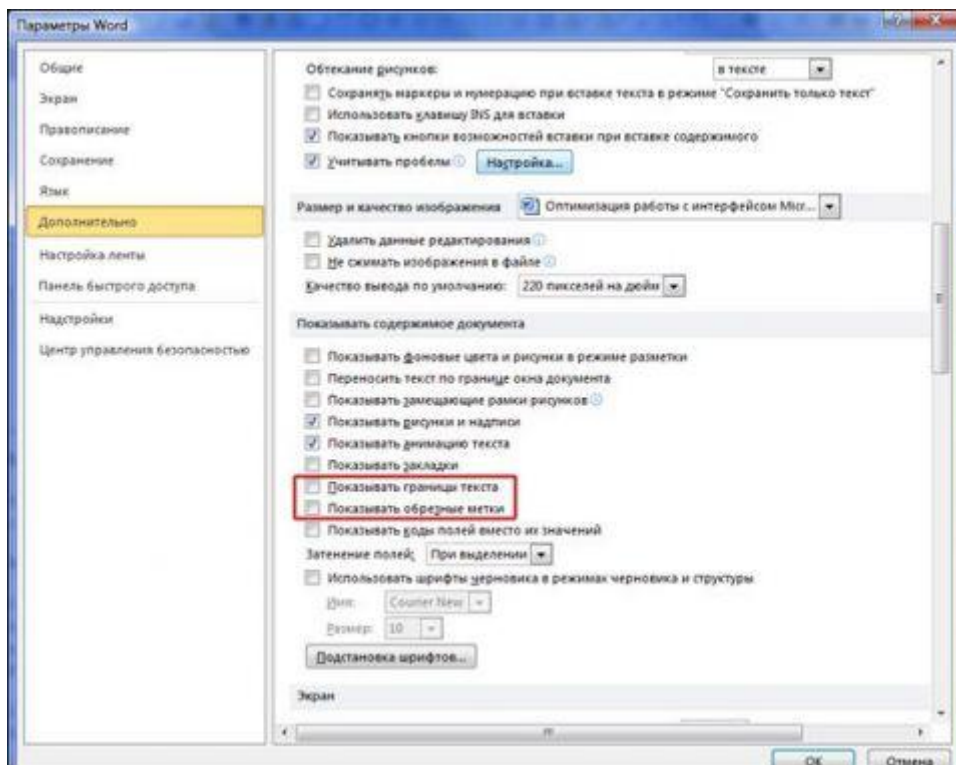 Параметры Word
Общие
Экран
Правописание
Сохранение
Язык
Дополнительно
Настройка ленты
Панель быстрого доступа
Надстройки
Центр управления безопасностью
Обтекание рисунков: в тексте
Сохранять маркеры и нумерацию при вставке текста в режиме "Сохранить только текст"
Использовать клавишу INS для вставки
Показывать кнопки возможностей вставки при вставке содержимого
Учитывать пробелы Настройка...
Размер и качество изображения Оптимизация работы с интерфейсом Micr...
Удалить данные редактирования
Не сжимать изображения в файле
Качество вывода по умолчанию: 220 пикселей на дюйм
Показывать содержимое документа
Показывать фоновые цвета и рисунки в режиме разметки
Переносить текст по границе окна документа
Показывать замещающие рамки рисунков
Показывать рисунки и надписи
Показывать анимацию текста
Показывать закладки
Показывать границы текста
Показывать обрезные метки
Показывать коды полей вместо их значений
Затенение полей: При выделении
Использовать шрифты черновика в режимах черновика и структуры
Имя: Courier New
Размер: 10
Подстановка шрифтов...
Экран
ОК Отмена